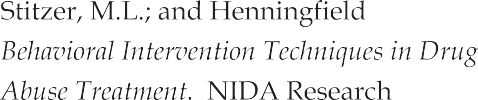 Stitzer, M.L.; and Henningfield
Behavioral Intervention Techniques in Drug
Abuse Treatment. NIDA Research